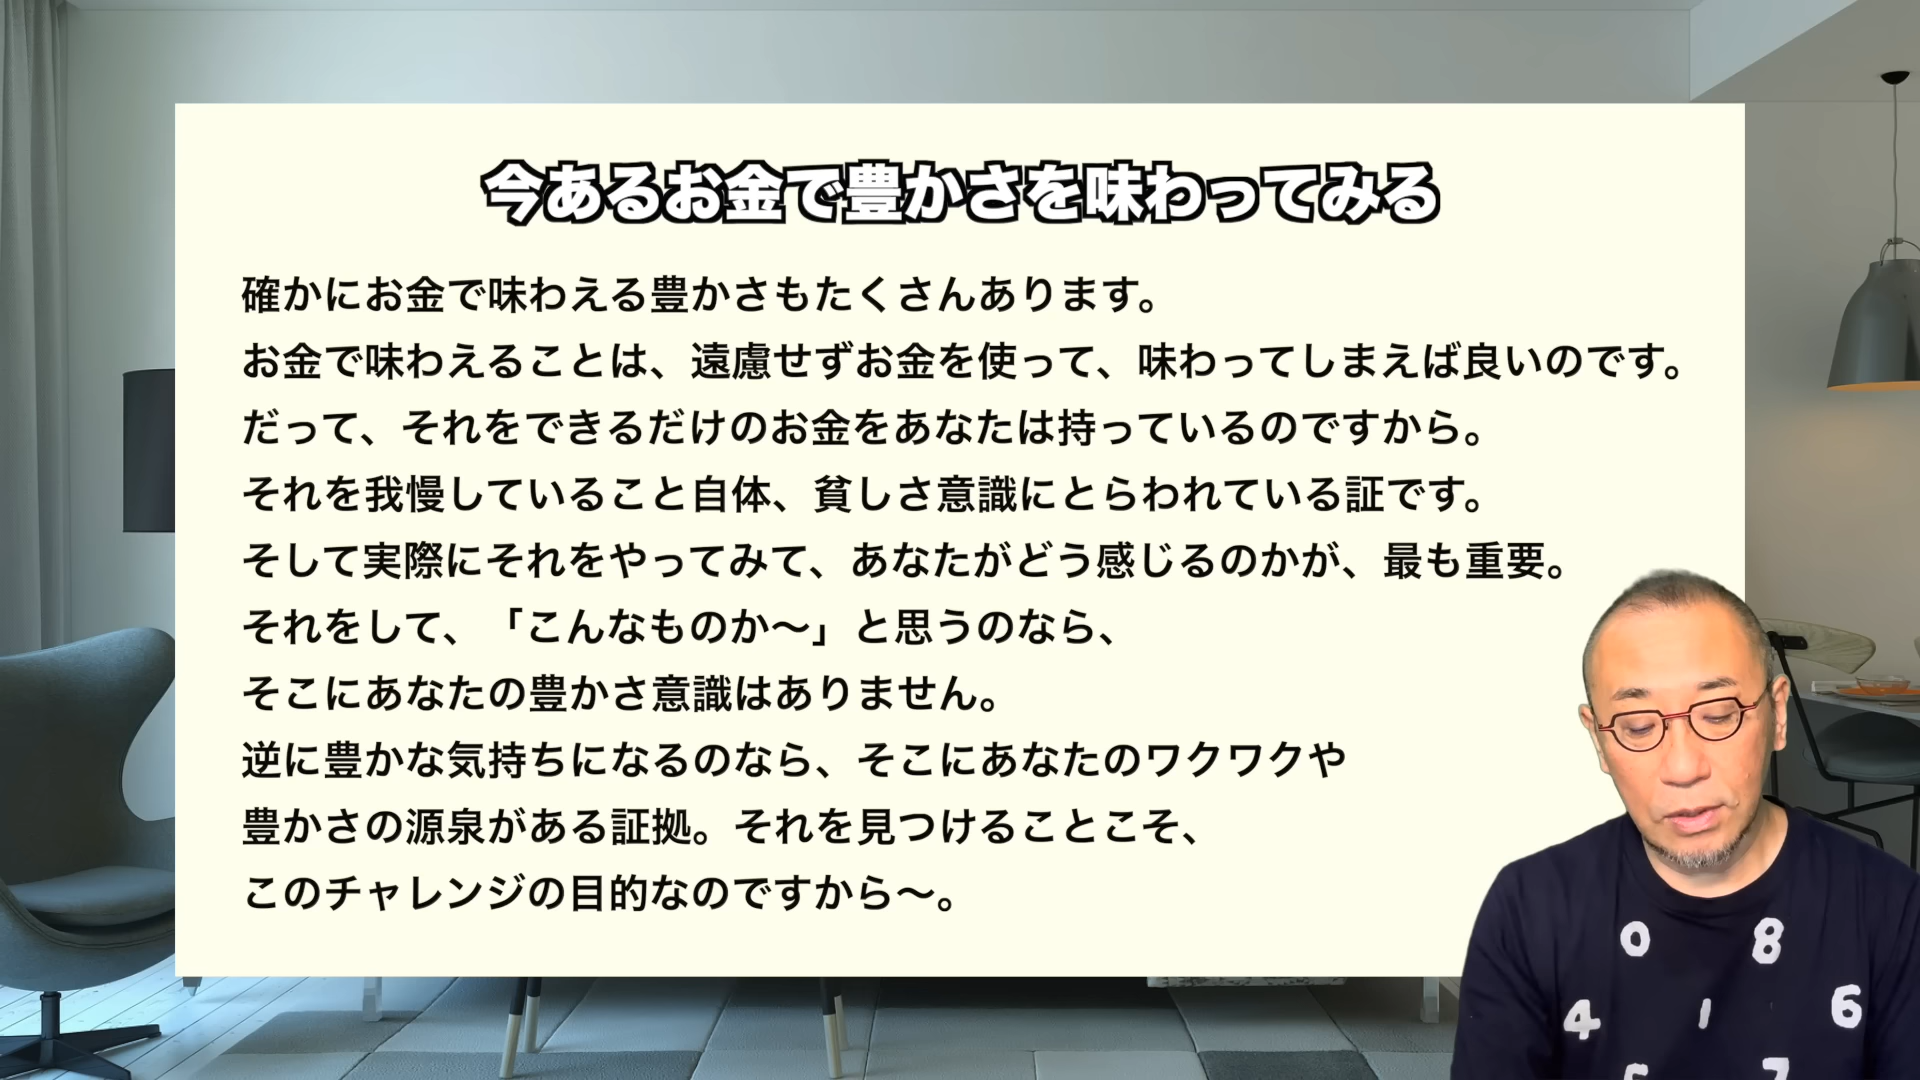 今あるお金で豊かさを味わってみる
確かにお金で味わえる豊かさもたくさんあります。
お金で味わえることは、遠慮せずお金を使って、味わってしまえば良いのです。
だって、それをできるだけのお金をあなたは持っているのですから。
それを我慢していること自体、貧しさ意識にとらわれている証です。
そして実際にそれをやってみて、あなたがどう感じるのかが、最も重要。
それをして、「こんなものか〜」と思うのなら、
そこにあなたの豊かさ意識はありません。
逆に豊かな気持ちになるのなら、そこにあなたのワクワクや
豊かさの源泉がある証拠。それを見つけることこそ、
このチャレンジの目的なのですから〜。
0 8
4 1 6
5 7